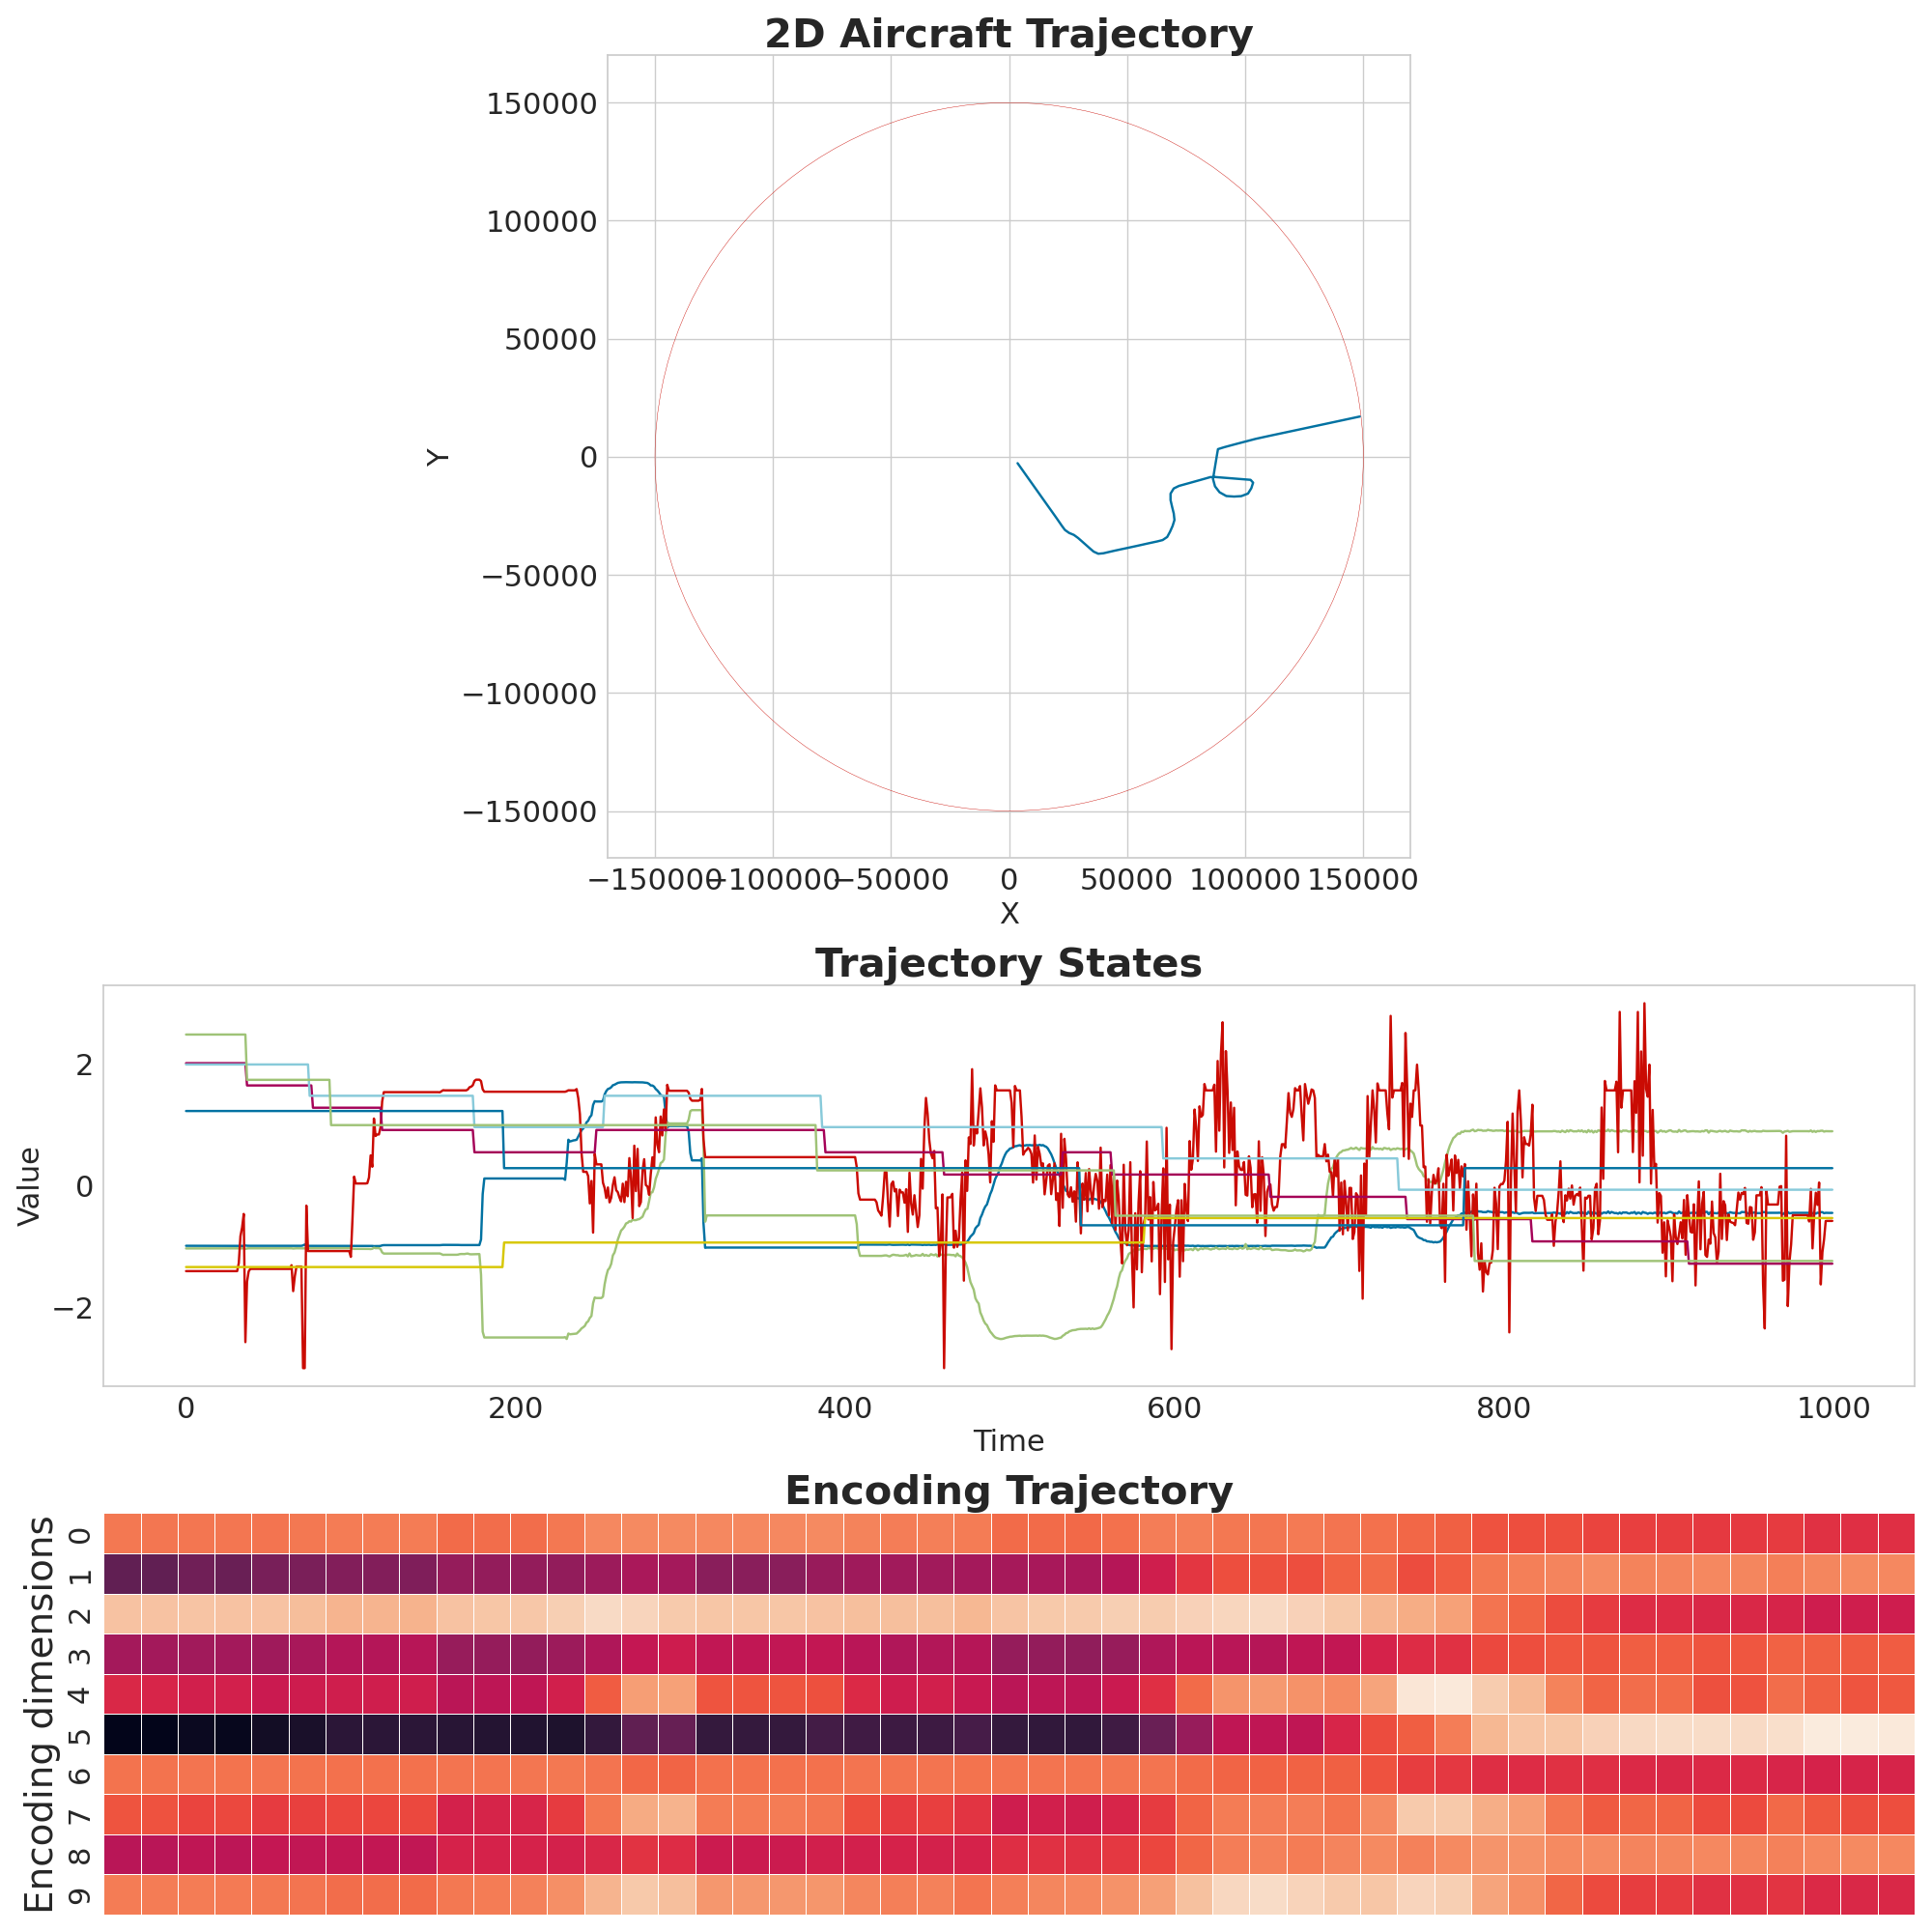 2D Aircraft Trajectory
150000
100000
50000
0
−50000
−100000
−150000
Y
−150000 −100000 −50000 0 50000 100000 150000
X
Trajectory States
2
0
−2
Value
0 200 400 600 800 1000
Time
Encoding Trajectory
Encoding dimensions
0
1
2
3
4
5
6
7
8
9